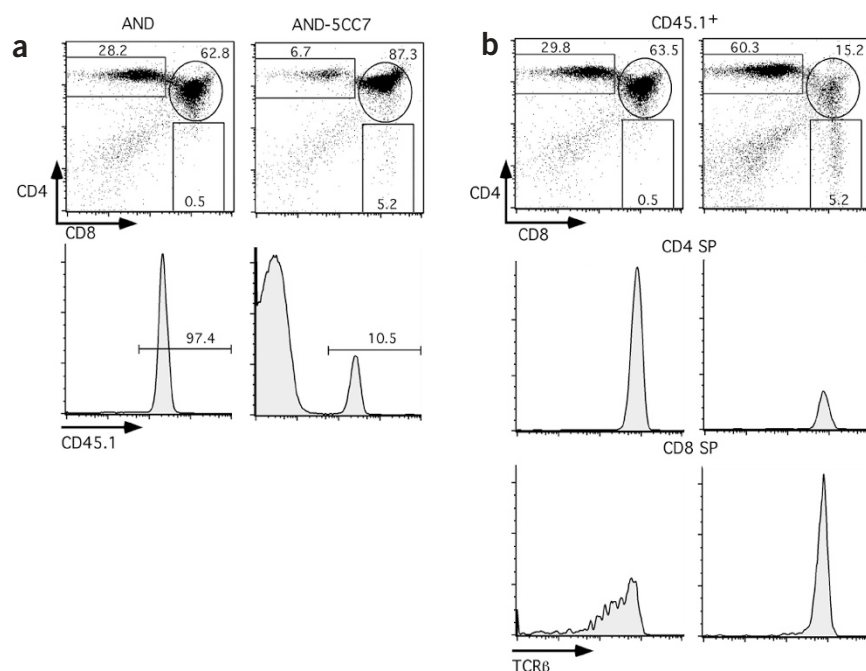 a
AND
AND-5CC7
28.2
62.8
6.7
87.3
0.5
5.2
CD4
CD8
97.4
10.5
CD45.1
b
CD45.1+
29.8
63.5
60.3
15.2
0.5
5.2
CD4
CD8
CD4 SP
CD8 SP
TCRβ